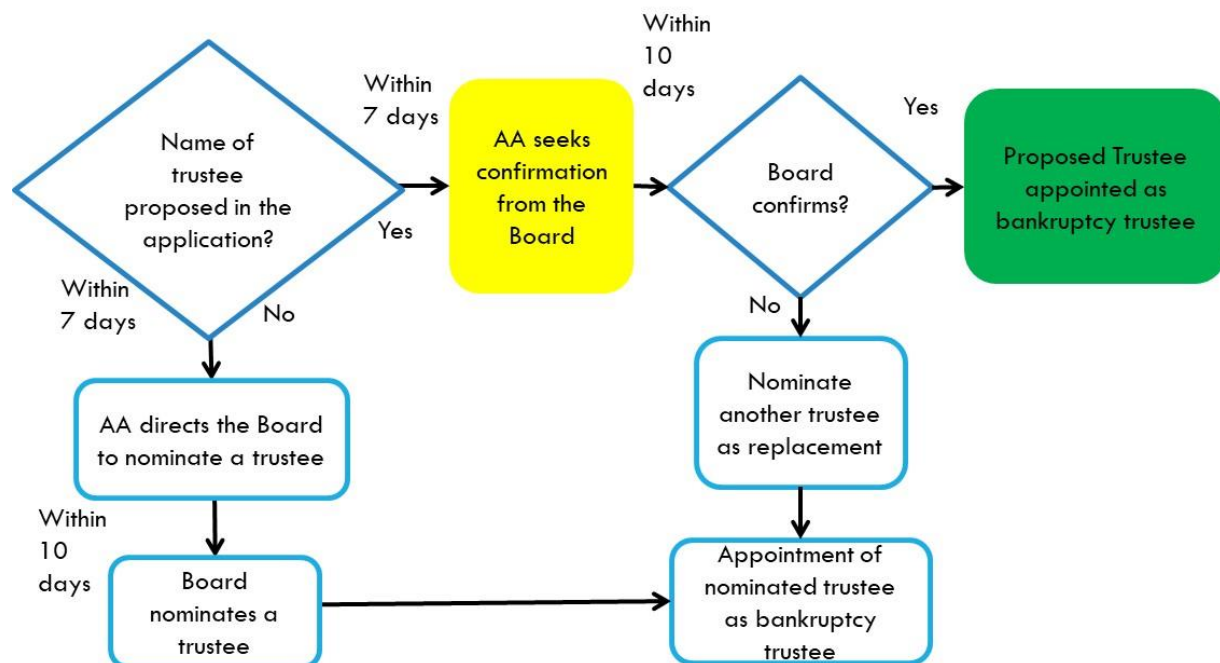 Name of
trustee
proposed in the
application?
Within
7 days
Yes
AA seeks
confirmation
from the
Board
Within
10
days
Board
confirms?
Yes
Proposed Trustee
appointed as
bankruptcy trustee
Within
7 days
No
AA directs the Board
to nominate a trustee
Within
10
days
Board
nominates a
trustee
No
Nominate
another trustee
as replacement
Appointment of
nominated trustee
as bankruptcy
trustee